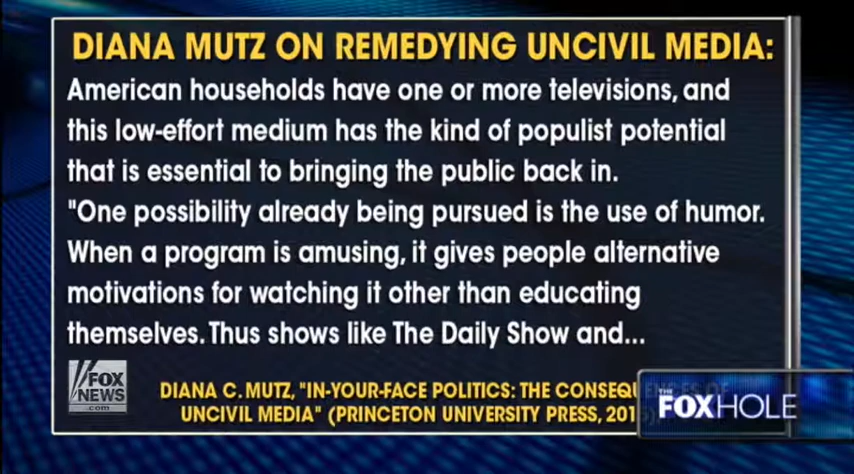 DIANA MUTZ ON REMEDYING UNCIVIL MEDIA:
American households have one or more televisions, and
this low-effort medium has the kind of populist potential
that is essential to bringing the public back in.
"One possibility already being pursued is the use of humor.
When a program is amusing, it gives people alternative
motivations for watching it other than educating
themselves. Thus shows like The Daily Show and...
FOX
NEWS
.com
DIANA C. MUTZ, "IN-YOUR-FACE POLITICS: THE CONSEQUENCES OF
UNCIVIL MEDIA" (PRINCETON UNIVERSITY PRESS, 2015)
THE
FOXHOLE